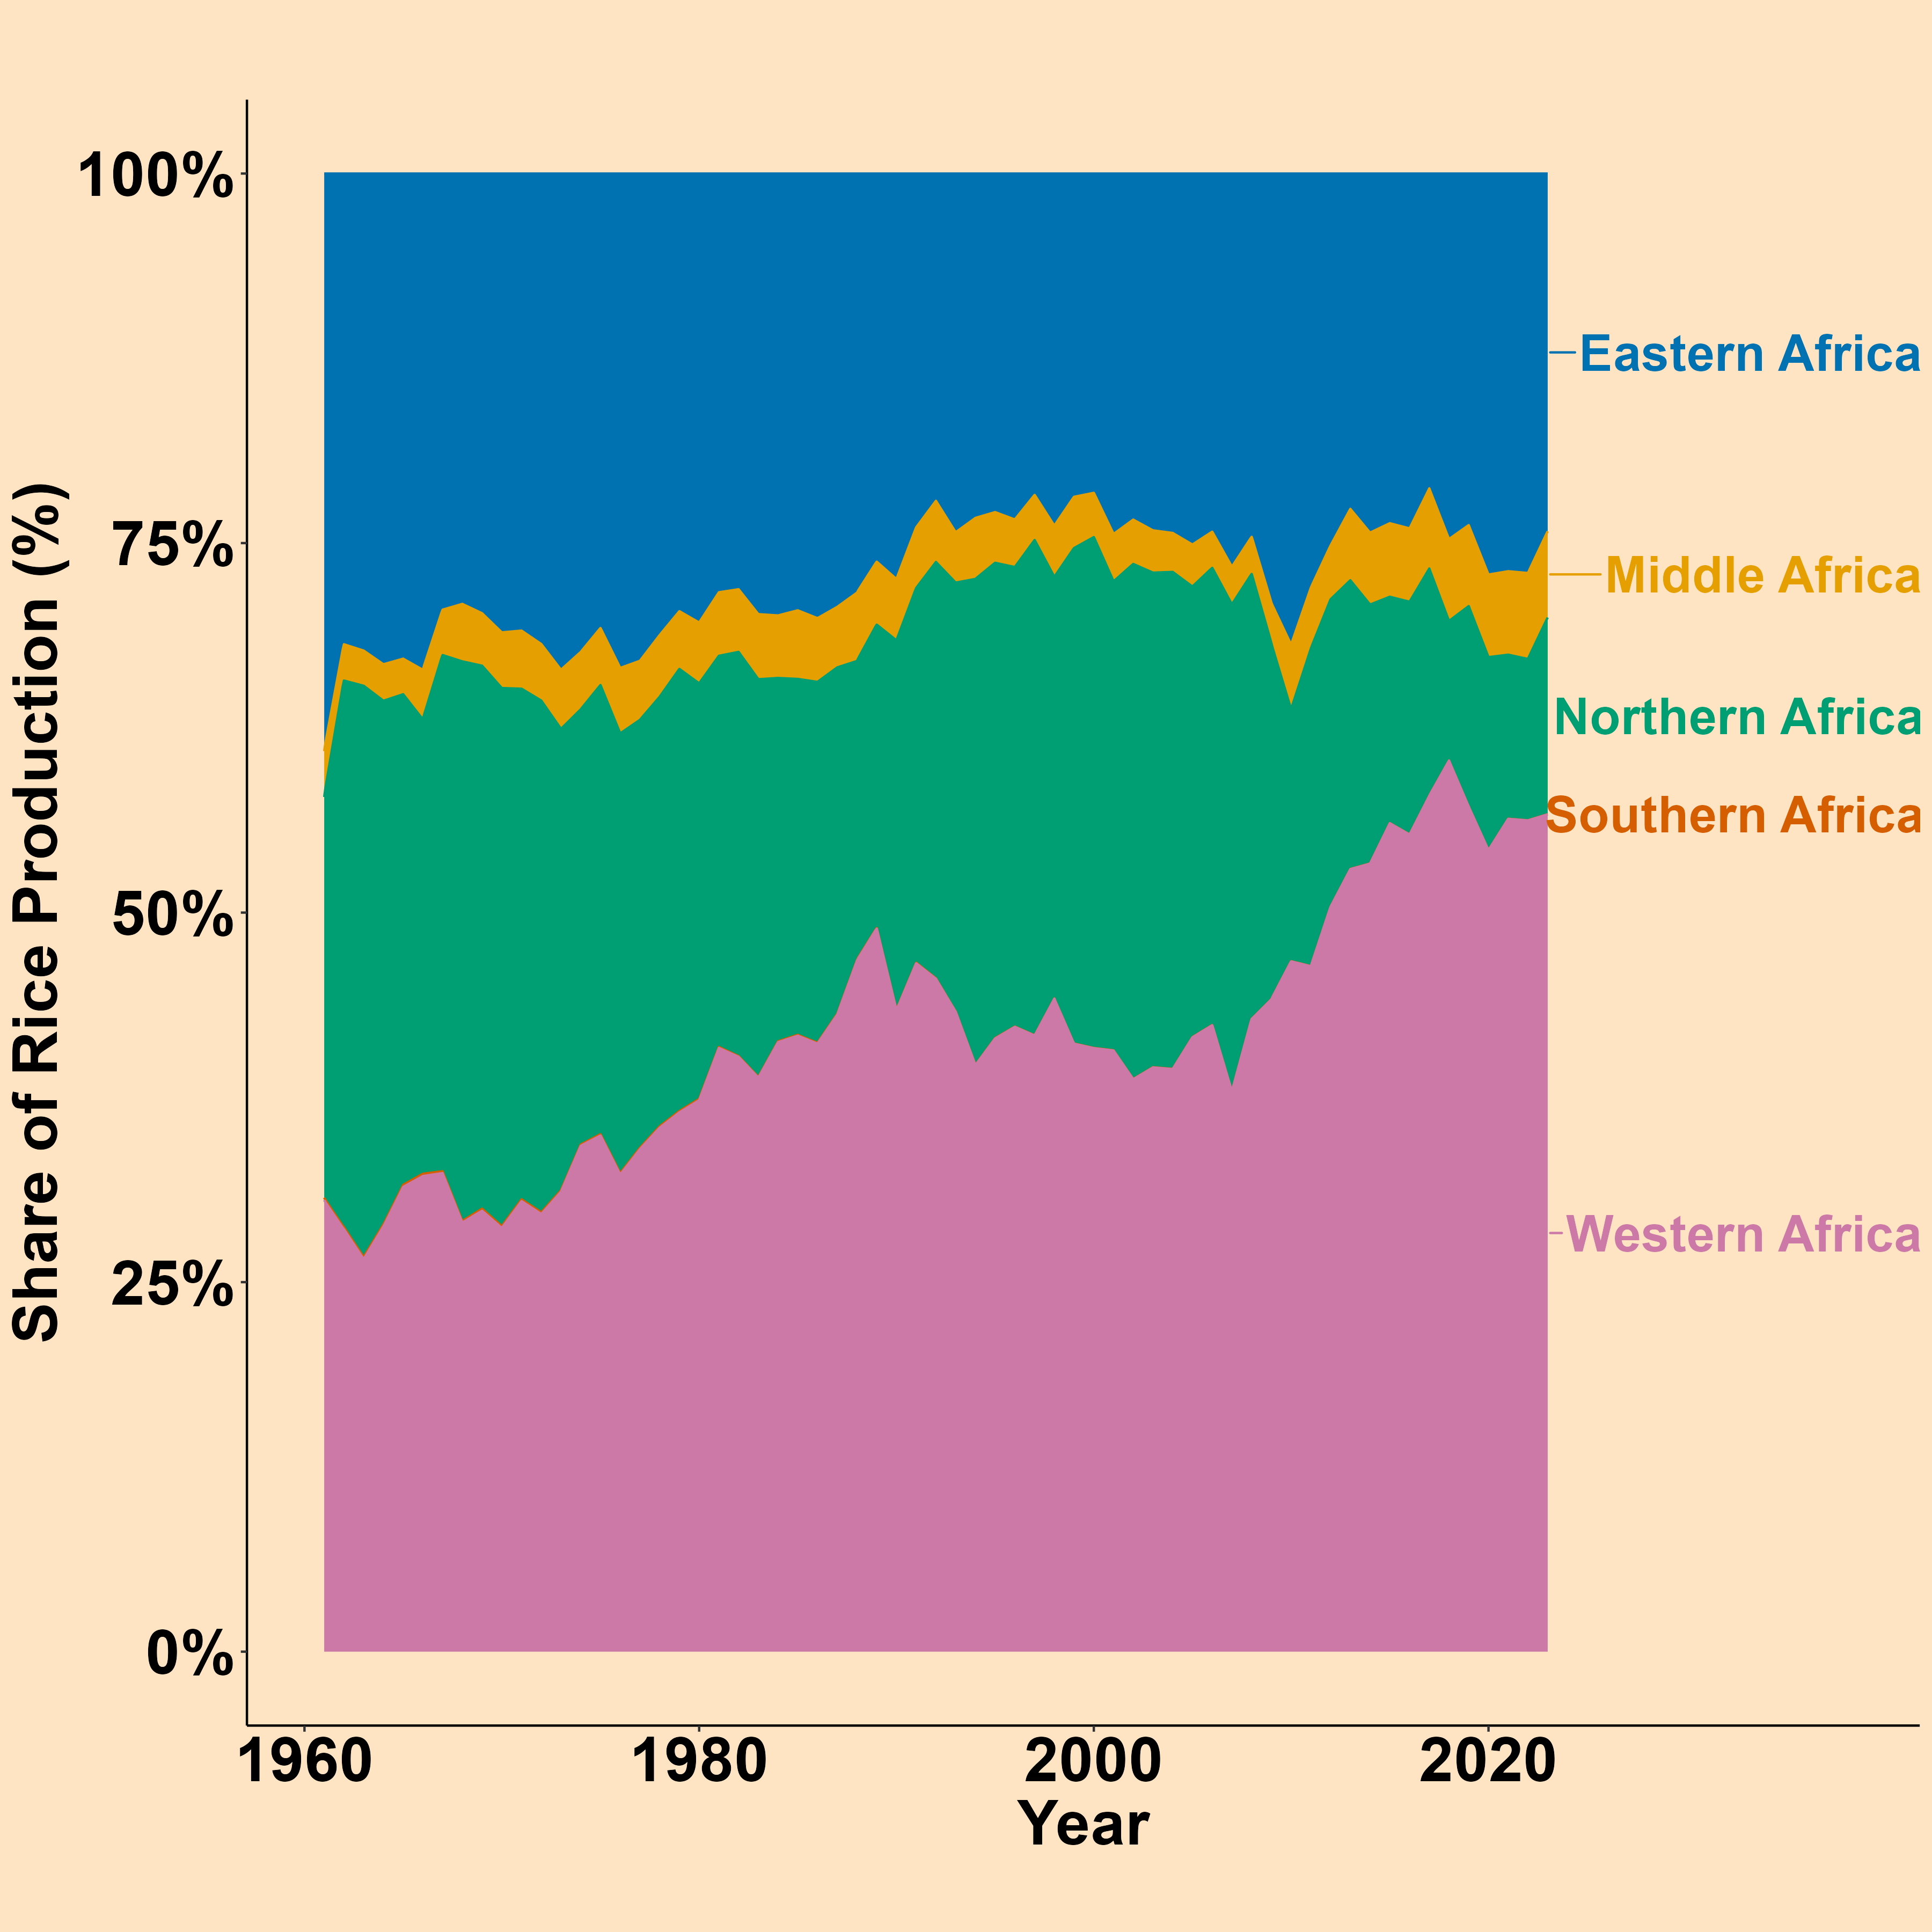 Share of Rice Production (%)
100%
75%
50%
25%
0%
1960
1980
2000
2020
Year
Eastern Africa
Middle Africa
Northern Africa
Southern Africa
Western Africa